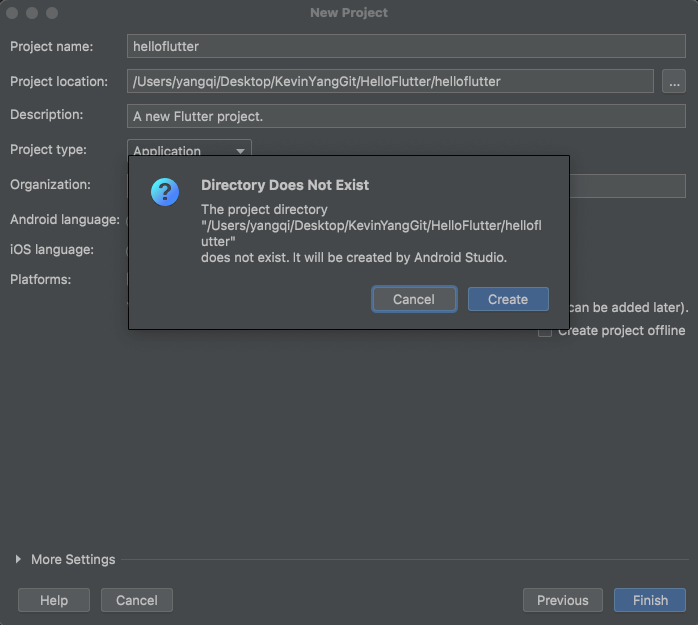 New Project
Project name: helloflutter
Project location: /Users/yangqi/Desktop/KevinYangGit/HelloFlutter/helloflutter ...
Description: A new Flutter project.
Project type: Application
Organization:
Android language:
iOS language:
Platforms:
?
Directory Does Not Exist
The project directory
"/Users/yangqi/Desktop/KevinYangGit/HelloFlutter/hellofl
utter"
does not exist. It will be created by Android Studio.
Cancel Create
can be added later).
Create project offline
More Settings
Help Cancel Previous Finish